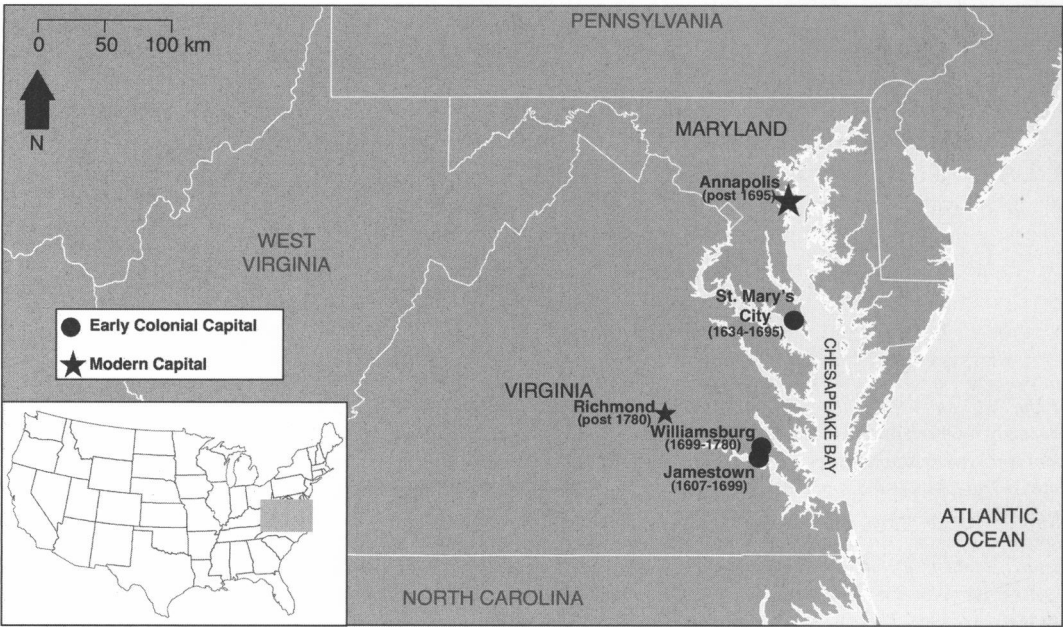 PENNSYLVANIA
0 50 100 km
N
MARYLAND
Annapolis
(post 1695)
WEST
VIRGINIA
St. Mary's
City
(1634-1695)
Early Colonial Capital
Modern Capital
CHESAPEAKE BAY
VIRGINIA
Richmond
(post 1780)
Williamsburg
(1699-1780)
Jamestown
(1607-1699)
ATLANTIC
OCEAN
NORTH CAROLINA